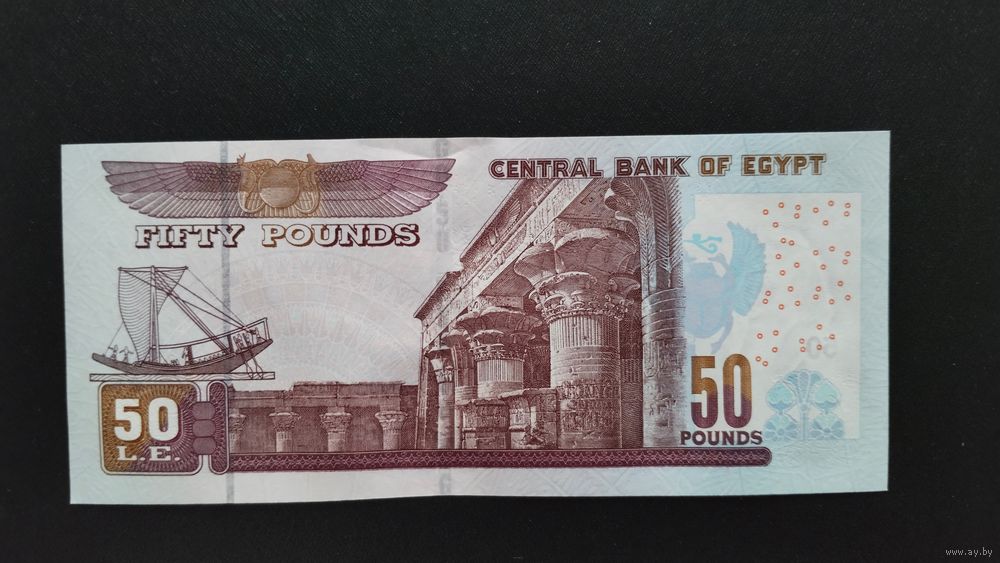 CENTRAL BANK OF EGYPT
FIFTY POUNDS
50
L.E.
50
POUNDS
www.ay.by